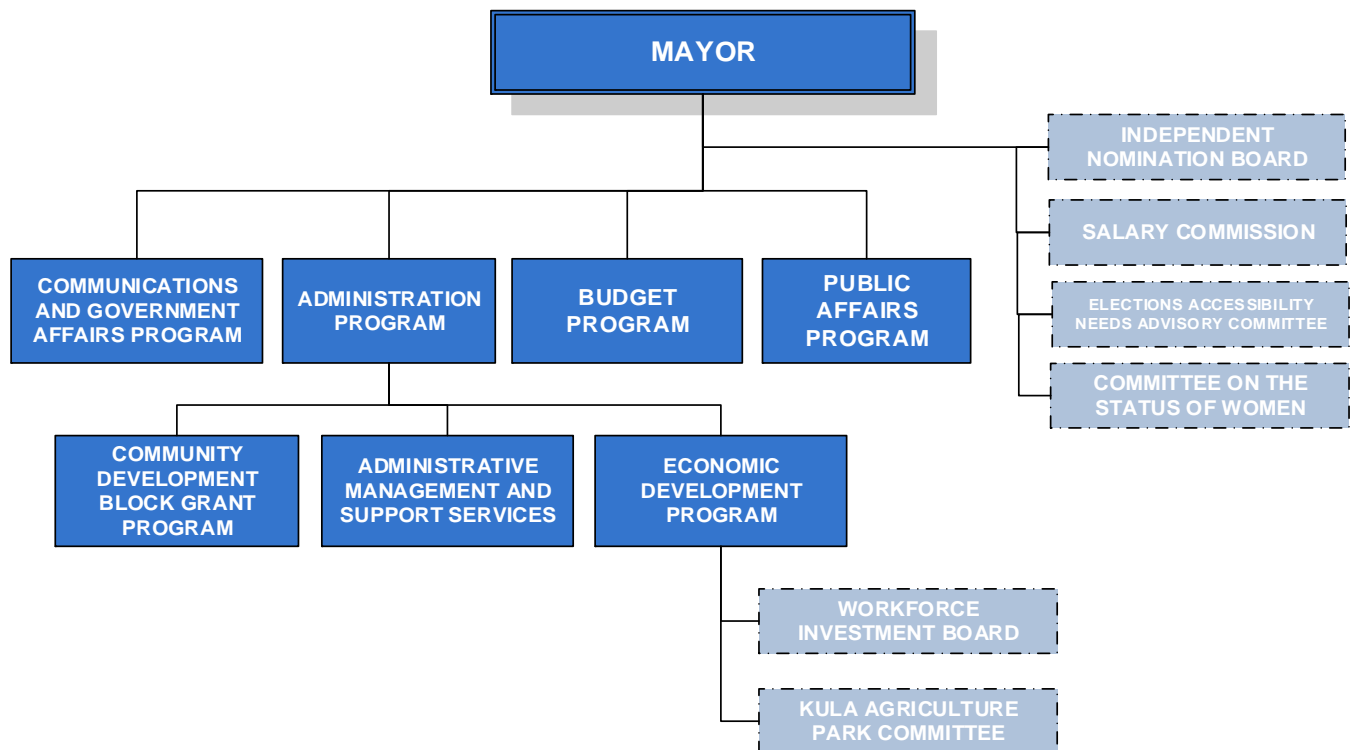 MAYOR
INDEPENDENT
NOMINATION BOARD
SALARY COMMISSION
ELECTIONS ACCESSIBILITY
NEEDS ADVISORY COMMITTEE
COMMITTEE ON THE
STATUS OF WOMEN
COMMUNICATIONS
AND GOVERNMENT
AFFAIRS PROGRAM
ADMINISTRATION
PROGRAM
BUDGET
PROGRAM
PUBLIC
AFFAIRS
PROGRAM
COMMUNITY
DEVELOPMENT
BLOCK GRANT
PROGRAM
ADMINISTRATIVE
MANAGEMENT AND
SUPPORT SERVICES
ECONOMIC
DEVELOPMENT
PROGRAM
WORKFORCE
INVESTMENT BOARD
KULA AGRICULTURE
PARK COMMITTEE